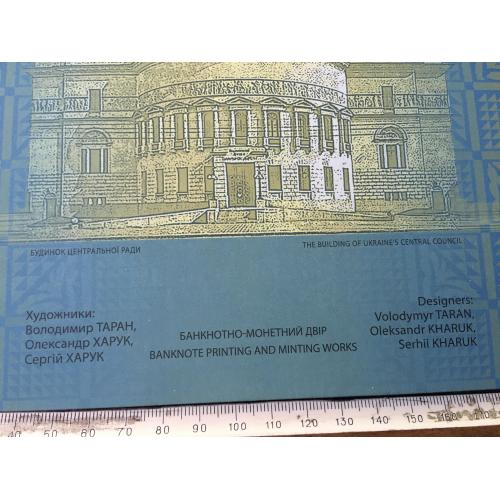 БУДИНОК ЦЕНТРАЛЬНОЇ РАДИ
THE BUILDING OF UKRAINE'S CENTRAL COUNCIL
Художники:
Володимир ТАРАН,
Олександр ХАРУК,
Сергій ХАРУК
БАНКНОТНО-МОНЕТНИЙ ДВІР
BANKNOTE PRINTING AND MINTING WORKS
Designers:
Volodymyr TARAN,
Oleksandr KHARUK,
Serhii KHARUK
40 50 60 70 80 90 100 110 120 130 140 150